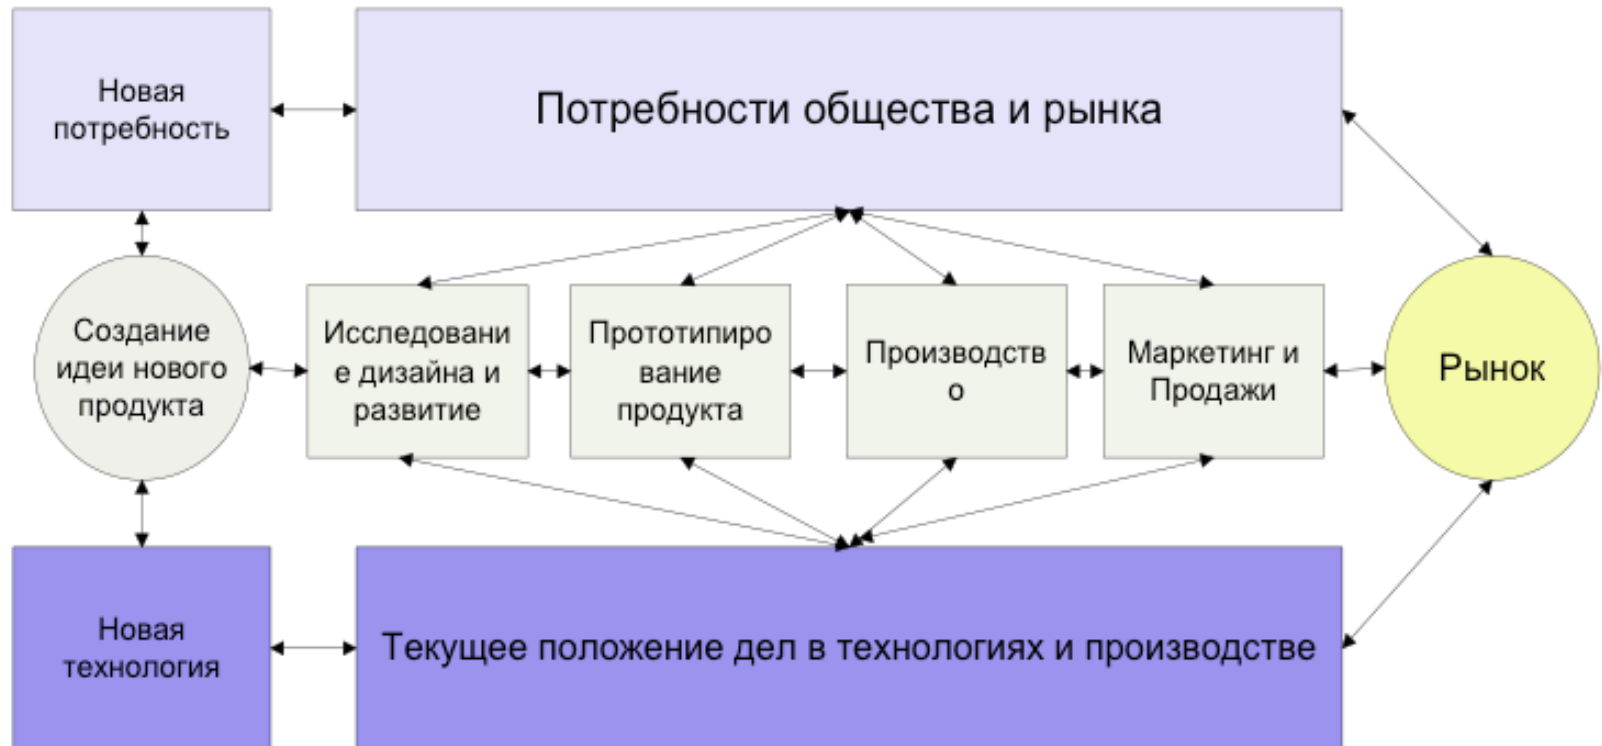 Новая
потребность
Потребности общества и рынка
Создание
идеи нового
продукта
Исследовани
е дизайна и
развитие
Прототипиро
вание
продукта
Производств
о
Маркетинг и
Продажи
Рынок
Новая
технология
Текущее положение дел в технологиях и производстве